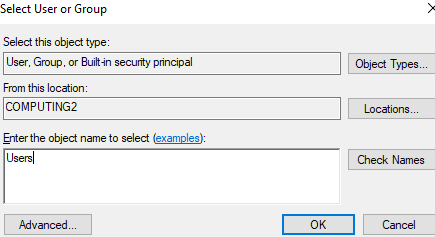 Select User or Group
Select this object type:
User, Group, or Built-in security principal
Object Types...
From this location:
COMPUTING2
Locations...
Enter the object name to select (examples):
Users
Check Names
Advanced...
OK
Cancel